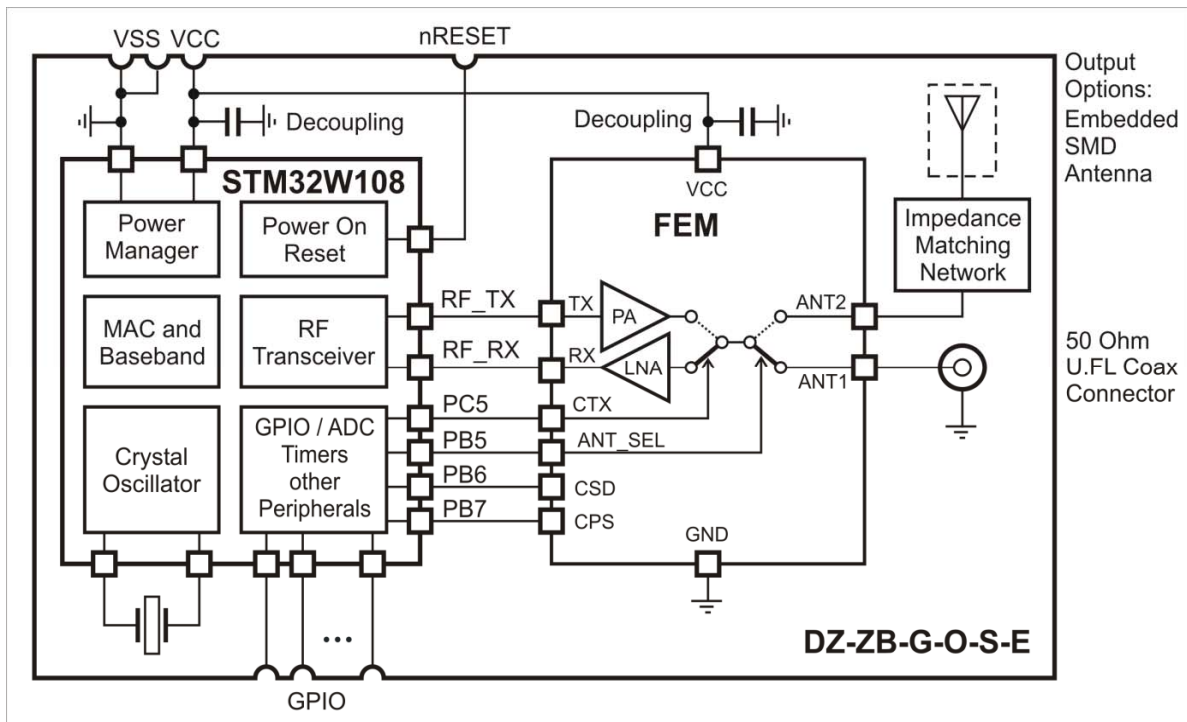 VSS VCC
nRESET
Output
Options:
Embedded
SMD
Antenna
Decoupling
Decoupling
STM32W108
VCC
FEM
Power
Manager
Power On
Reset
Impedance
Matching
Network
MAC and
Baseband
RF
Transceiver
RF_TX
TX
PA
ANT2
RF_RX
RX
LNA
ANT1
50 Ohm
U.FL Coax
Connector
Crystal
Oscillator
GPIO / ADC
Timers
other
Peripherals
PC5
CTX
PB5
ANT_SEL
PB6
CSD
PB7
CPS
GND
...
DZ-ZB-G-O-S-E
GPIO